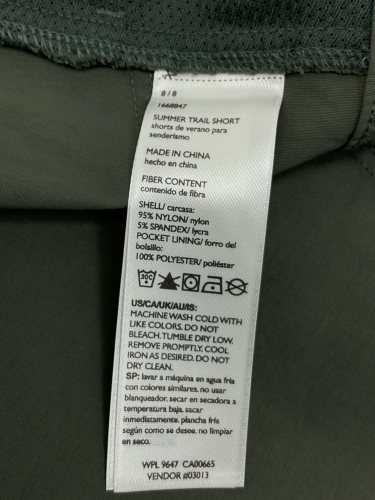 8 / 8
1668847
SUMMER TRAIL SHORT
shorts de verano para
senderismo
MADE IN CHINA
hecho en china
FIBER CONTENT
contenido de fibra
SHELL/ carcasa:
95% NYLON/ nylon
5% SPANDEX/ lycra
POCKET LINING/ forro del
bolsillo:
100% POLYESTER/ poliéster
30C
US/CA/UK/AU/IS:
MACHINE WASH COLD WITH
LIKE COLORS. DO NOT
BLEACH. TUMBLE DRY LOW.
REMOVE PROMPTLY. COOL
IRON AS DESIRED. DO NOT
DRY CLEAN.
SP: lavar a máquina en agua fría
con colores similares. no usar
blanqueador. secar en secadora a
temperatura baja. sacar
inmediatamente. planchar tibia
según como se desee. no limpiar
en seco.
WPL 9647 CA00665
VENDOR #03013